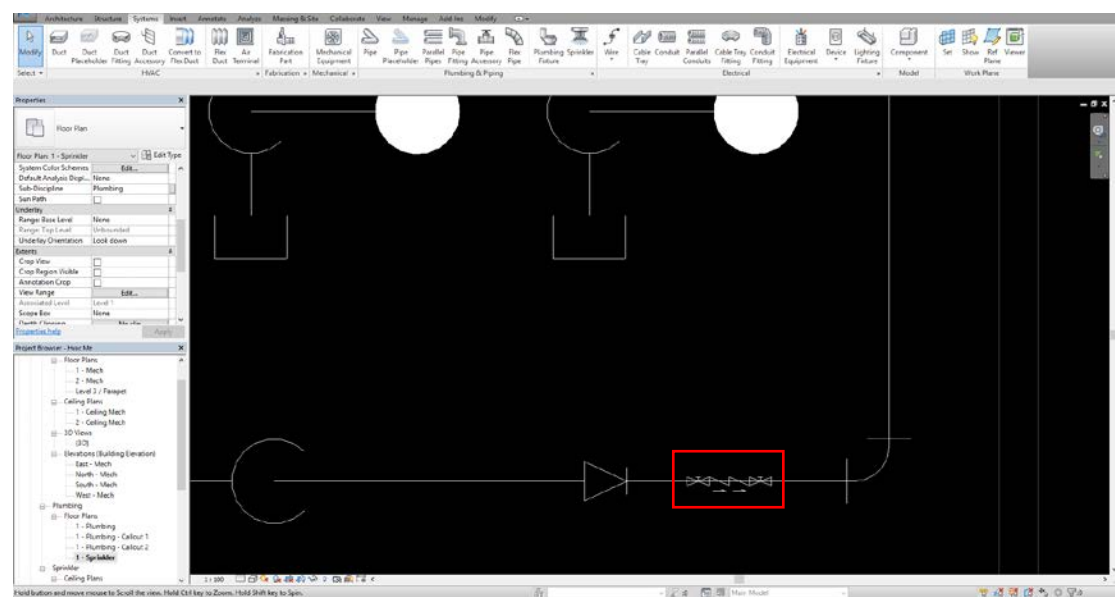 Architecture Structure Systems Insert Annotate Analyze Massing & Site Collaborate View Manage Add-Ins Modify
Modify Duct Duct Placeholder Duct Fitting Duct Accessory Convert to Flex Duct Flex Duct Air Terminal Fabrication Part Mechanical Equipment Pipe Pipe Placeholder Parallel Pipes Pipe Fitting Pipe Accessory Flex Pipe Plumbing Fixture Sprinkler Wire Cable Tray Conduit Parallel Conduits Cable Tray Fitting Conduit Fitting Electrical Equipment Device Lighting Fixture Component Set Show Ref Plane Viewer
Select HVAC Fabrication Mechanical Plumbing & Piping Electrical Model Work Plane
Properties
Floor Plan
Floor Plan: 1 - Sprinkler Edit Type
System Color Schemes Edit...
Default Analysis Displ... None
Sub-Discipline Plumbing
Sun Path
Underlay
Range: Base Level None
Range: Top Level Unbounded
Underlay Orientation Look down
Extents
Crop View
Crop Region Visible
Annotation Crop
View Range Edit...
Associated Level Level 1
Scope Box None
Depth Clipping No clip
Properties help Apply
Project Browser - Hvac Me
Floor Plans
1 - Mech
2 - Mech
Level 3 / Parapet
Ceiling Plans
1 - Ceiling Mech
2 - Ceiling Mech
3D Views
{3D}
Elevations (Building Elevation)
East - Mech
North - Mech
South - Mech
West - Mech
Plumbing
Floor Plans
1 - Plumbing
1 - Plumbing - Callout 1
1 - Plumbing - Callout 2
1 - Sprinkler
Sprinkler
Ceiling Plans
1 : 100
Hold button and move mouse to Scroll the view. Hold Ctrl key to Zoom. Hold Shift key to Spin. Main Model